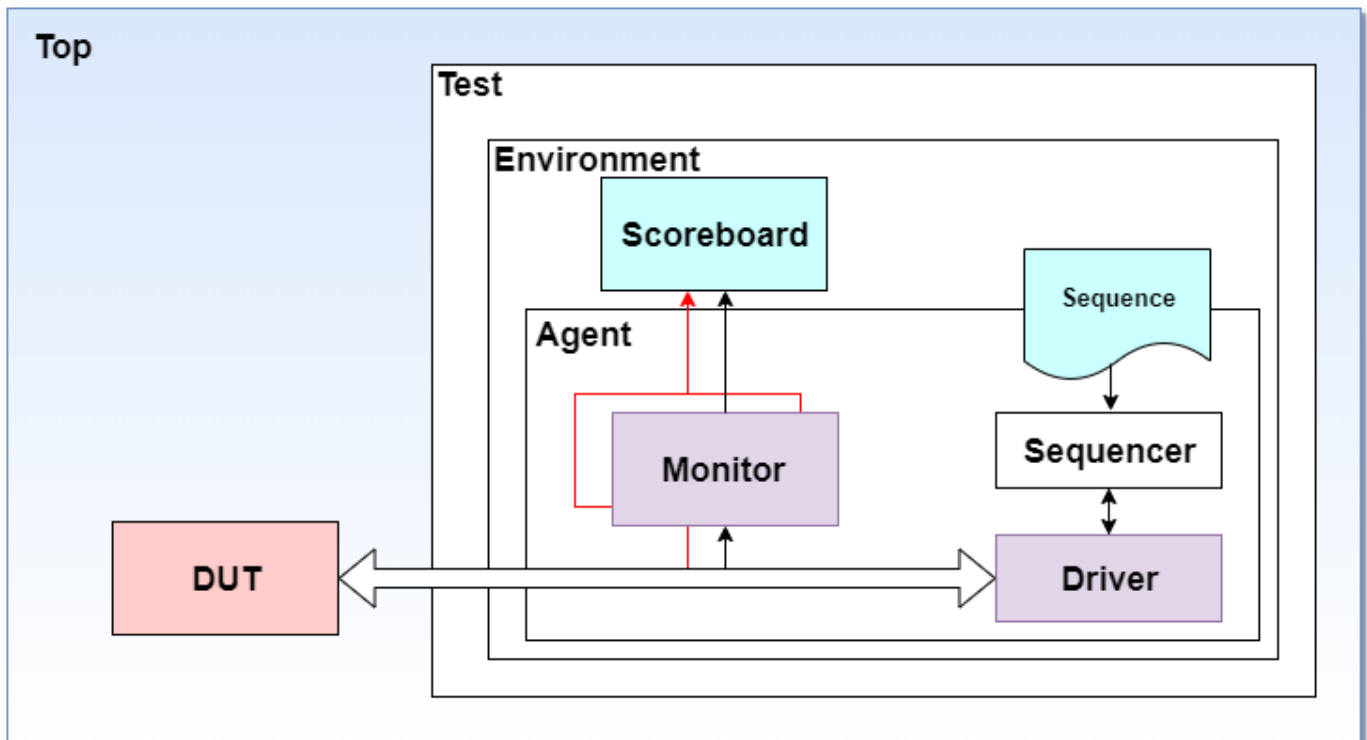 Top
Test
Environment
Scoreboard
Sequence
Agent
Sequencer
Monitor
DUT
Driver